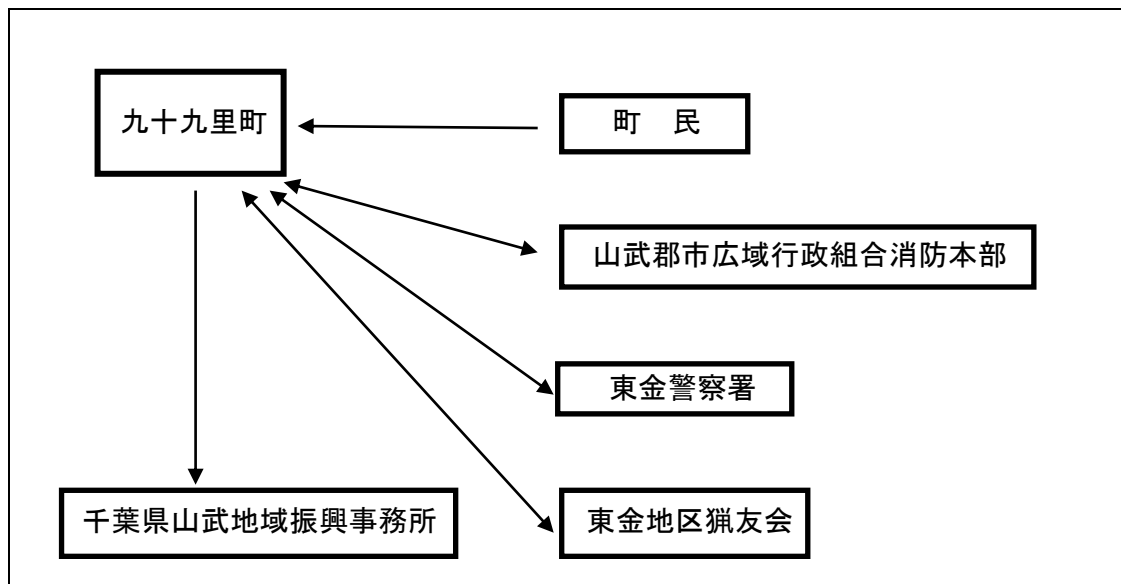 九十九里町
町　民
山武郡市広域行政組合消防本部
東金警察署
千葉県山武地域振興事務所
東金地区猟友会